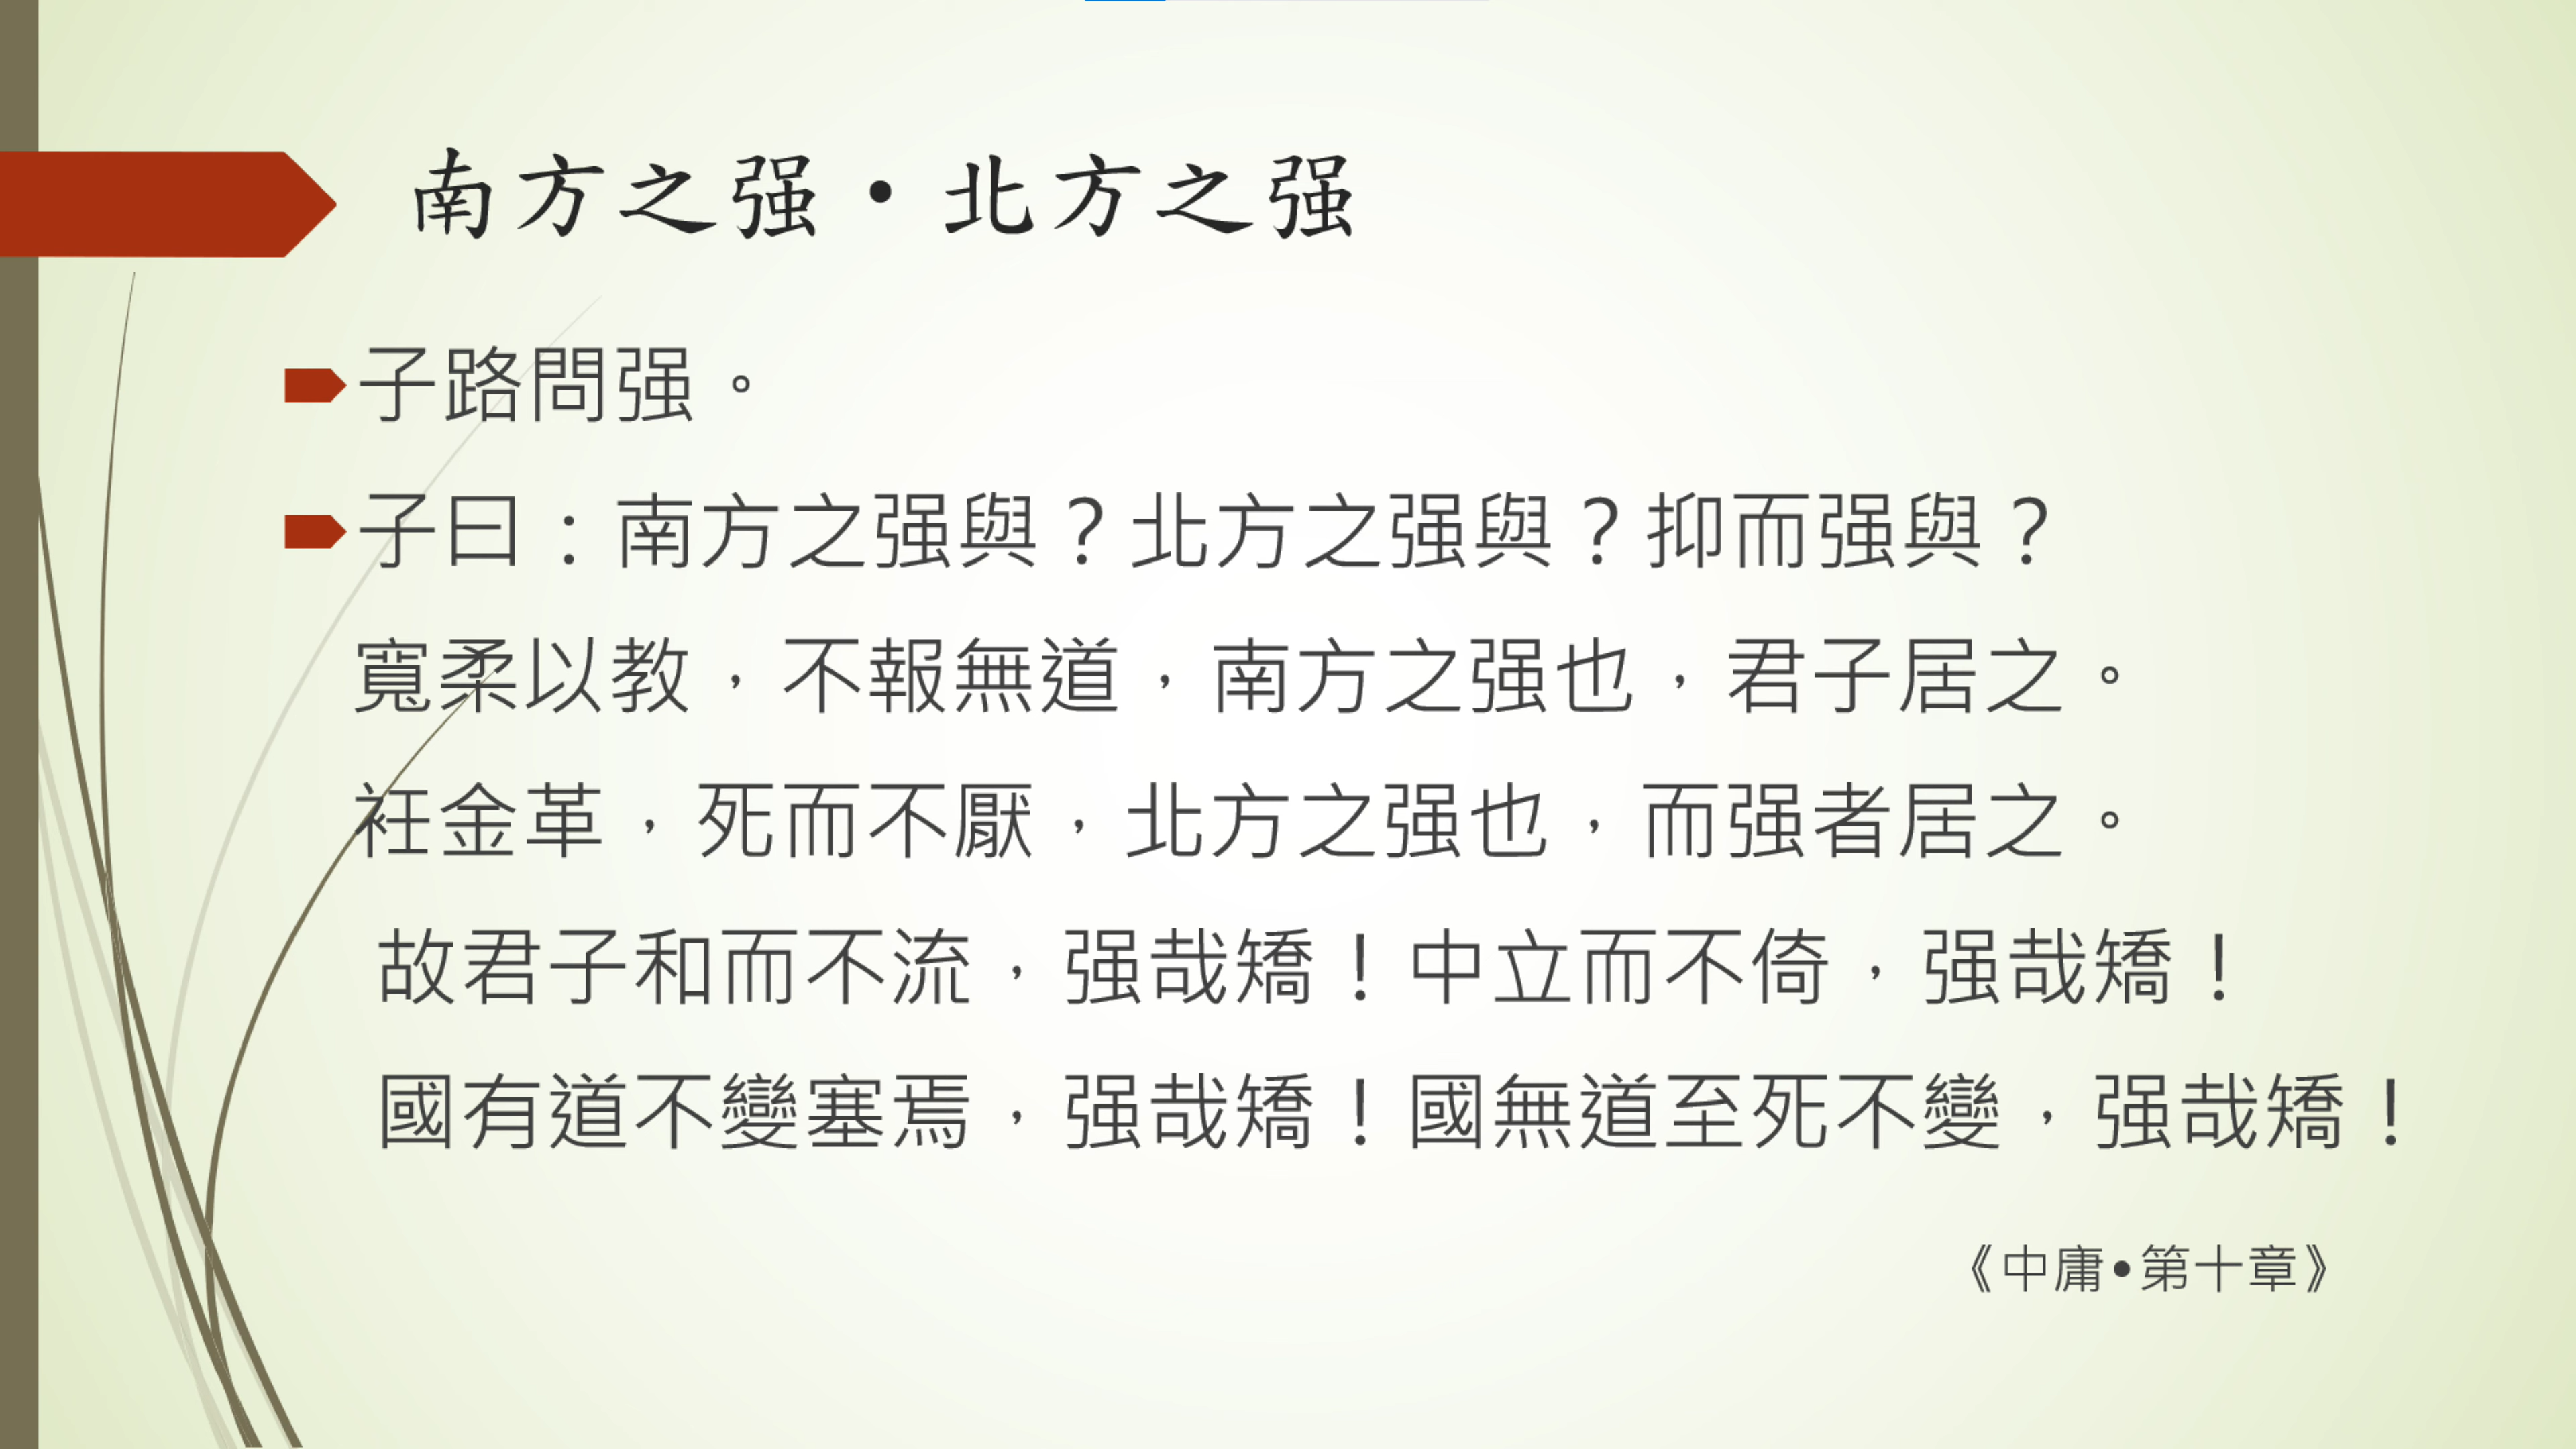 南方之强•北方之强
子路問强。
子曰：南方之强與？北方之强與？抑而强與？
寬柔以教，不報無道，南方之强也，君子居之。
衽金革，死而不厭，北方之强也，而强者居之。
故君子和而不流，强哉矯！中立而不倚，强哉矯！
國有道不變塞焉，强哉矯！國無道至死不變，强哉矯！
《中庸•第十章》